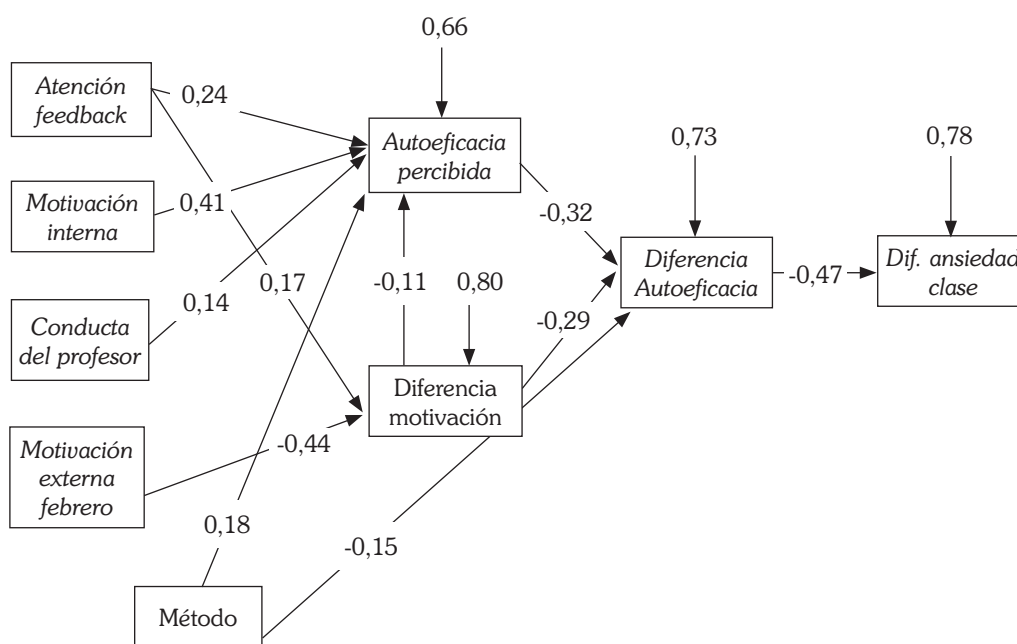 0,66
Atención
feedback
0,24
Autoeficacia
percibida
0,73
0,78
Motivación
interna
0,41
-0,32
Diferencia
Autoeficacia
-0,47
Dif. ansiedad
clase
0,17
-0,11
0,80
0,14
-0,29
Conducta
del profesor
Diferencia
motivación
Motivación
externa
febrero
-0,44
0,18
-0,15
Método